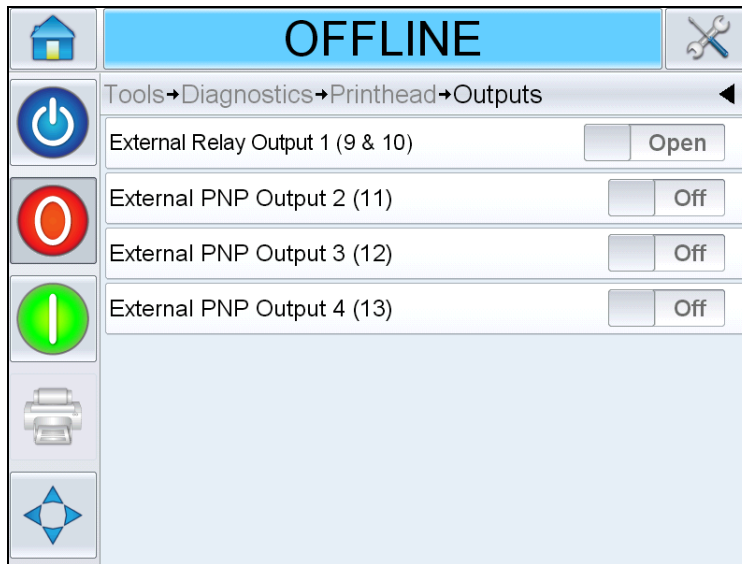 OFFLINE
Tools→Diagnostics→Printhead→Outputs
External Relay Output 1 (9 & 10) Open
External PNP Output 2 (11) Off
External PNP Output 3 (12) Off
External PNP Output 4 (13) Off